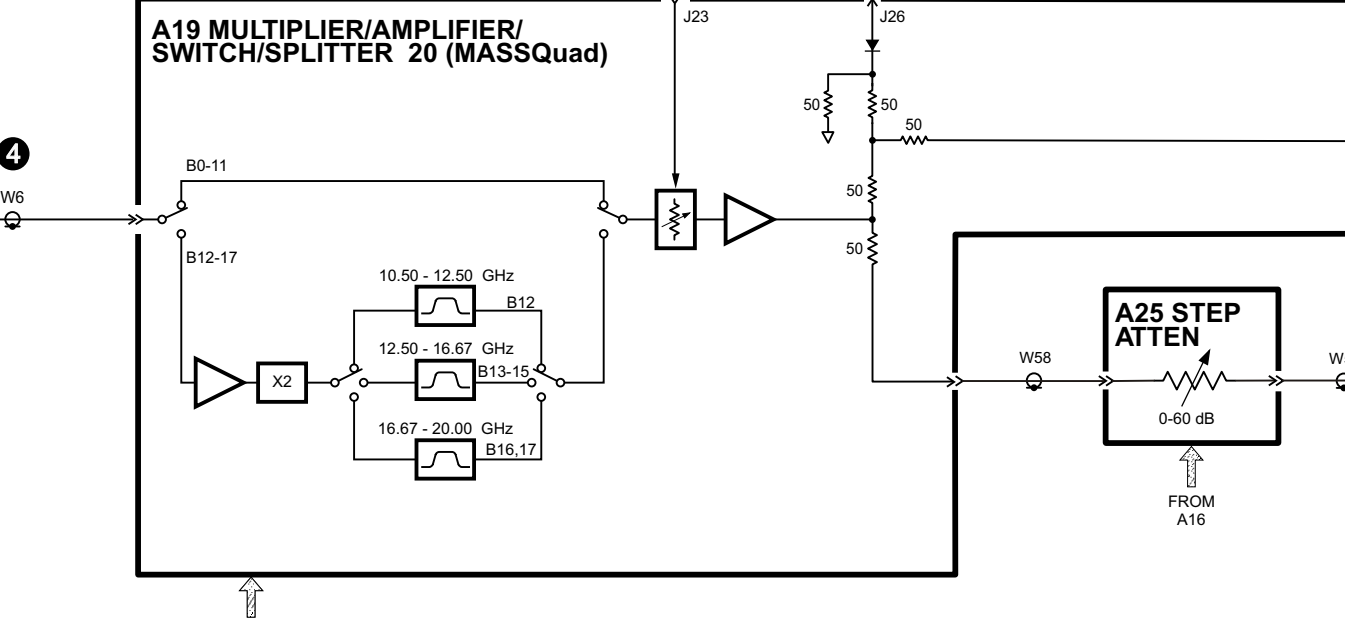 A19 MULTIPLIER/AMPLIFIER/
SWITCH/SPLITTER 20 (MASSQuad)
J23
J26
50
50
50
4
W6
B0-11
50
50
B12-17
10.50 - 12.50 GHz
B12
12.50 - 16.67 GHz
B13-15
X2
16.67 - 20.00 GHz
B16,17
A25 STEP
ATTEN
W58
0-60 dB
FROM
A16